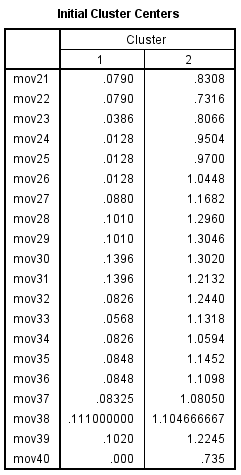 Initial Cluster Centers
Cluster
1 2
mov21 .0790 .8308
mov22 .0790 .7316
mov23 .0386 .8066
mov24 .0128 .9504
mov25 .0128 .9700
mov26 .0128 1.0448
mov27 .0880 1.1682
mov28 .1010 1.2960
mov29 .1010 1.3046
mov30 .1396 1.3020
mov31 .1396 1.2132
mov32 .0826 1.2440
mov33 .0568 1.1318
mov34 .0826 1.0594
mov35 .0848 1.1452
mov36 .0848 1.1098
mov37 .08325 1.08050
mov38 .111000000 1.104666667
mov39 .1020 1.2245
mov40 .000 .735